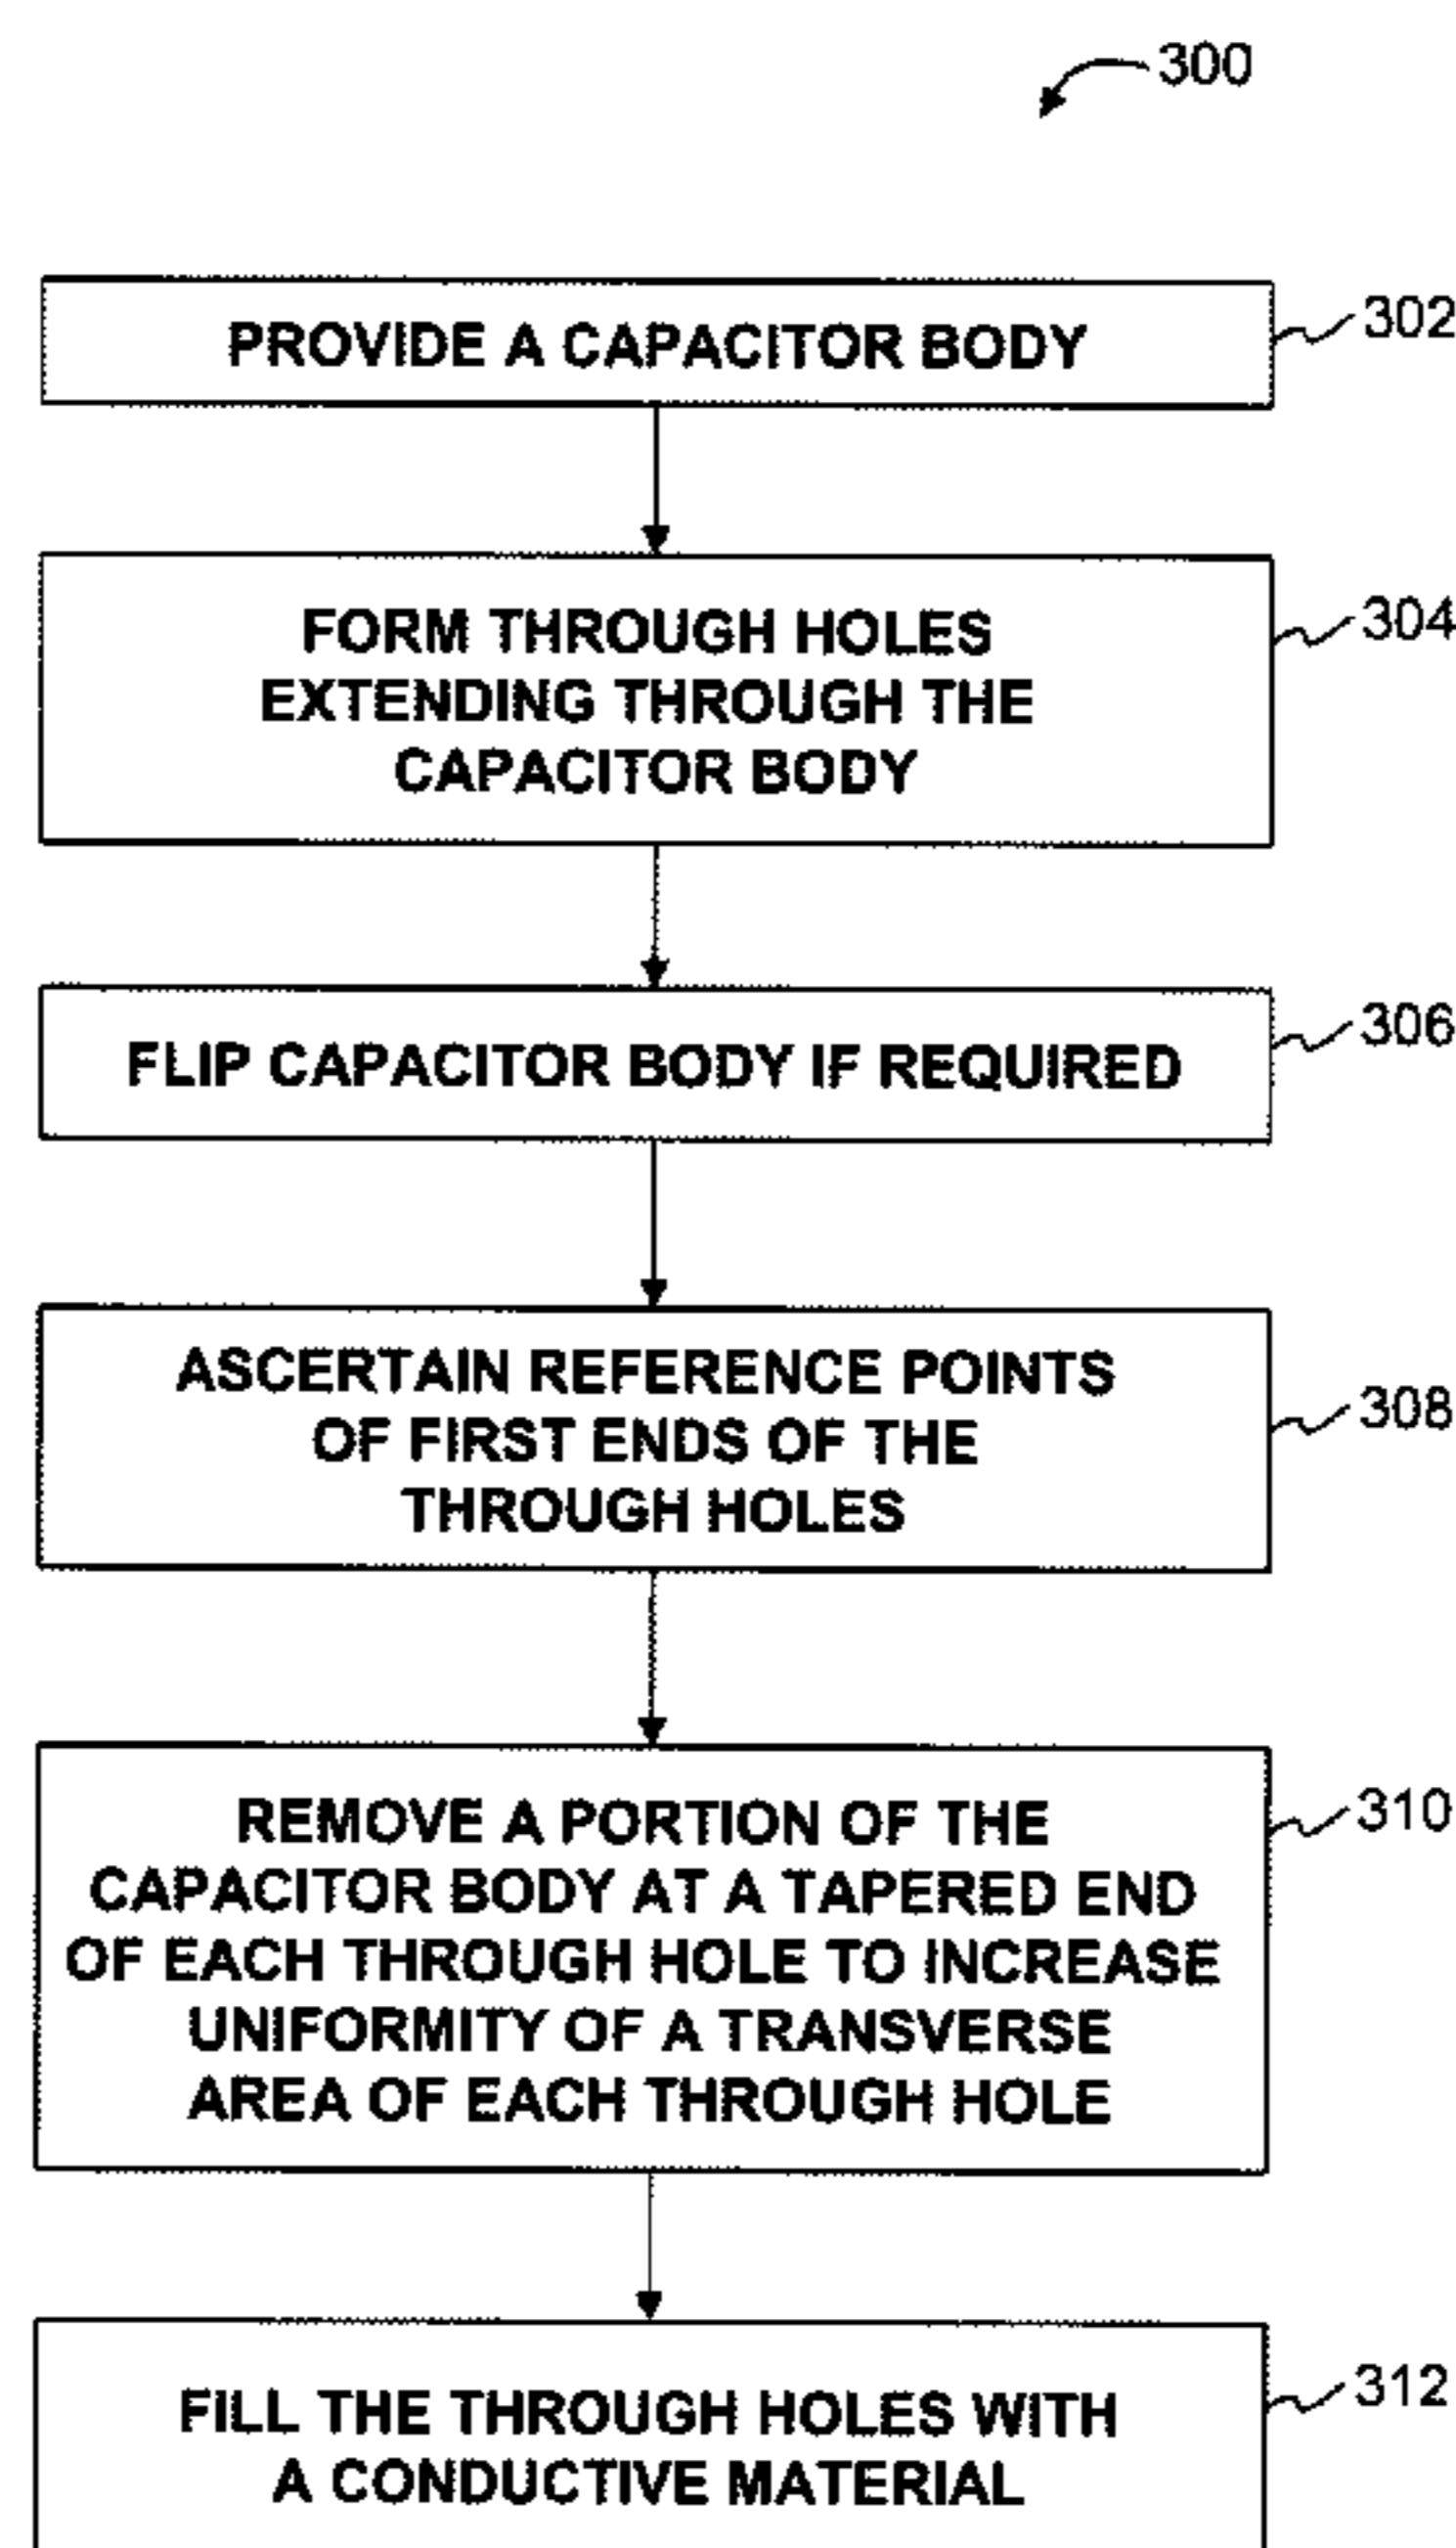 300
PROVIDE A CAPACITOR BODY
302
FORM THROUGH HOLES
EXTENDING THROUGH THE
CAPACITOR BODY
304
FLIP CAPACITOR BODY IF REQUIRED
306
ASCERTAIN REFERENCE POINTS
OF FIRST ENDS OF THE
THROUGH HOLES
308
REMOVE A PORTION OF THE
CAPACITOR BODY AT A TAPERED END
OF EACH THROUGH HOLE TO INCREASE
UNIFORMITY OF A TRANSVERSE
AREA OF EACH THROUGH HOLE
310
FILL THE THROUGH HOLES WITH
A CONDUCTIVE MATERIAL
312